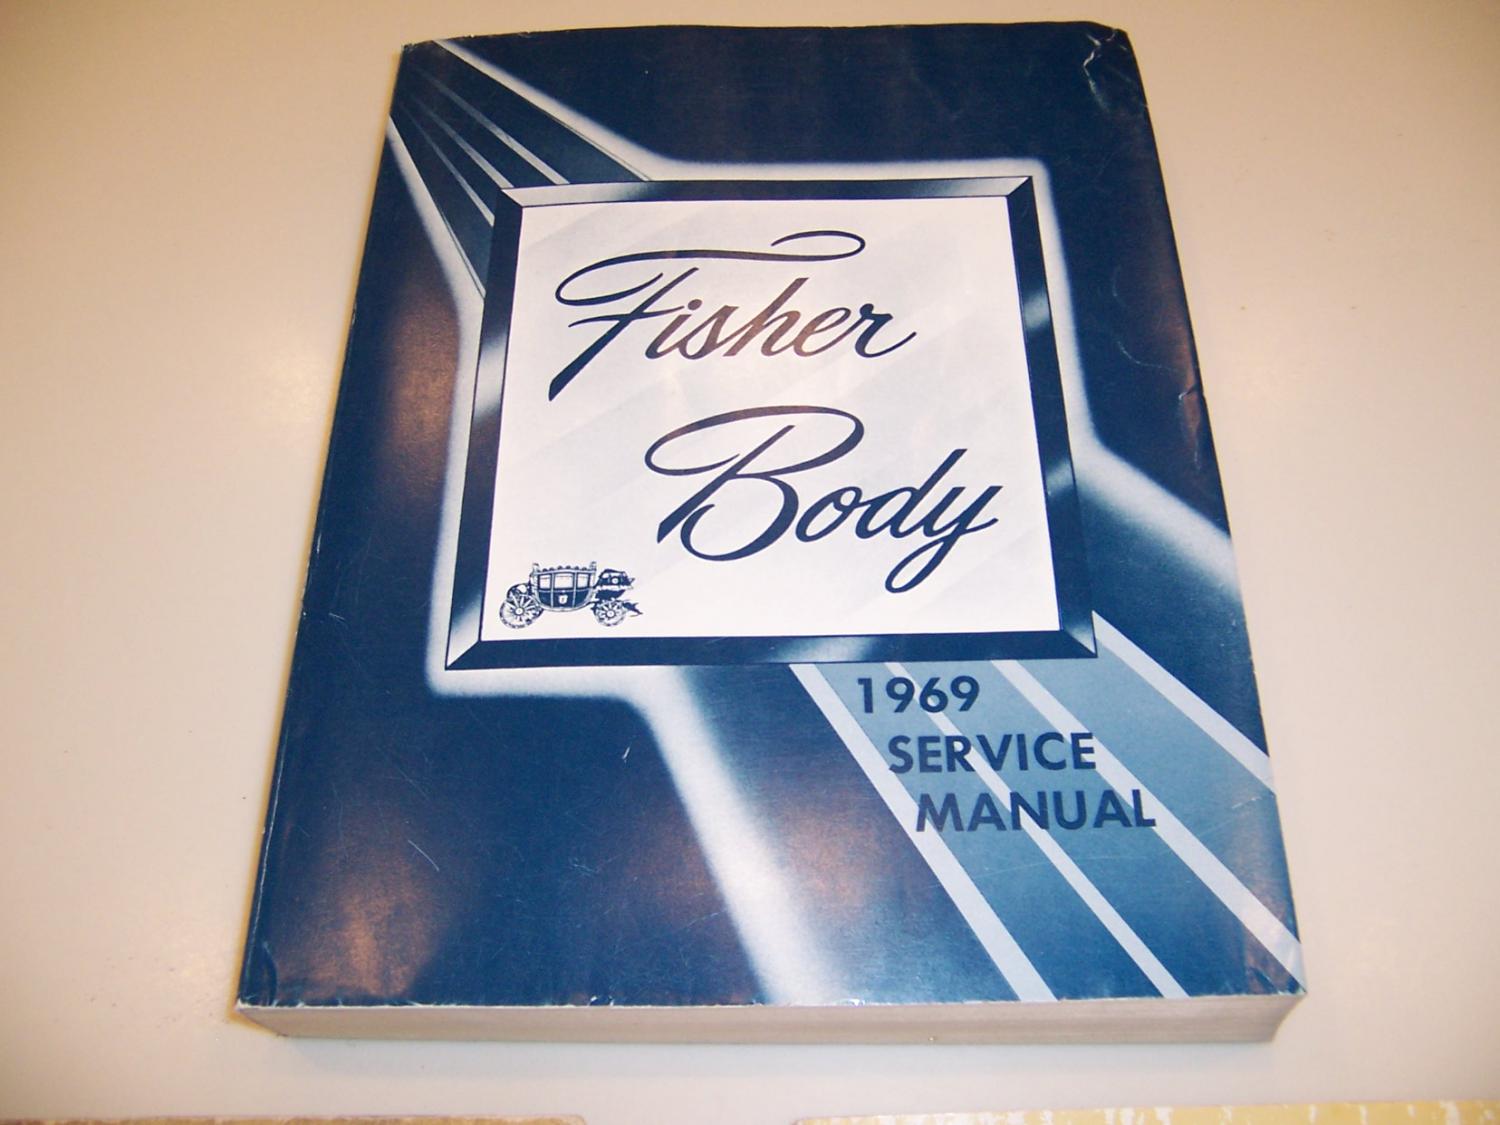 Fisher
Body
1969
SERVICE
MANUAL